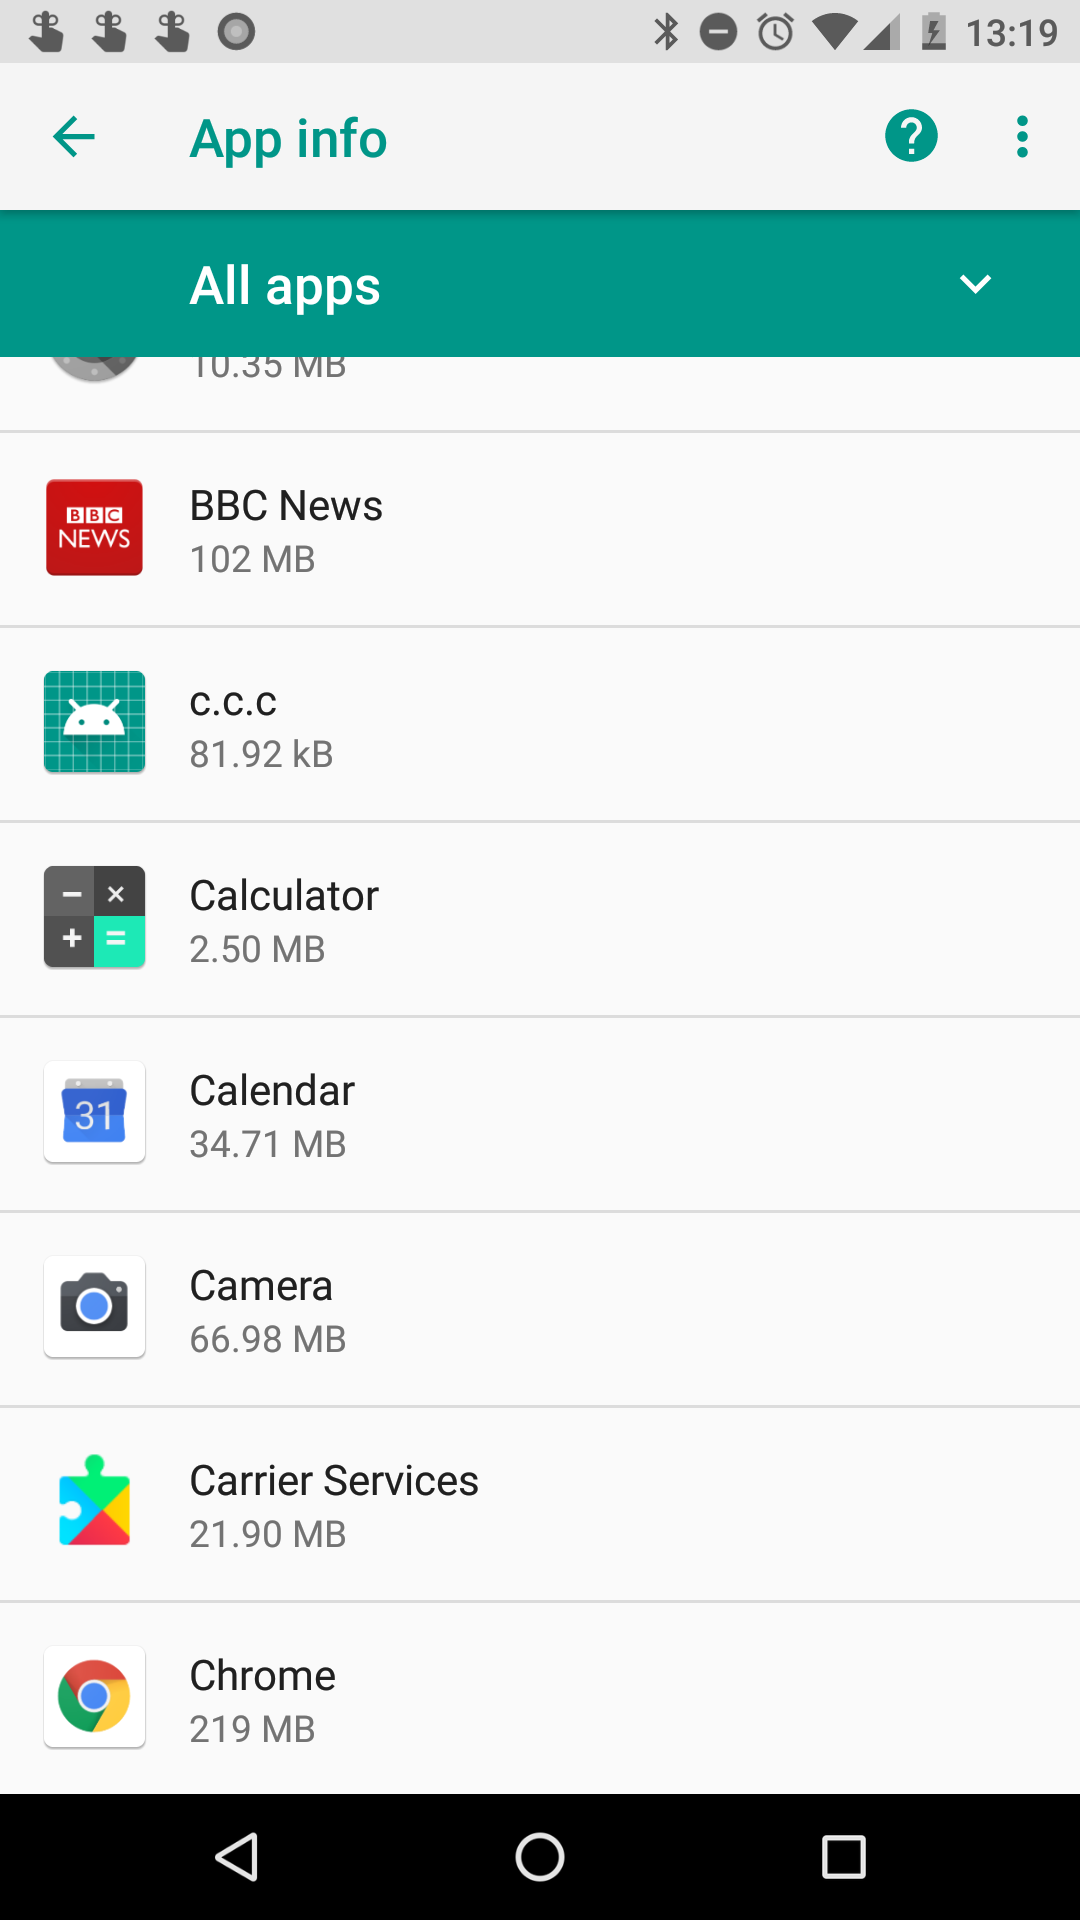 13:19
App info
All apps
10.35 MB
BBC
NEWS
BBC News
102 MB
c.c.c
81.92 kB
Calculator
2.50 MB
31
Calendar
34.71 MB
Camera
66.98 MB
Carrier Services
21.90 MB
Chrome
219 MB